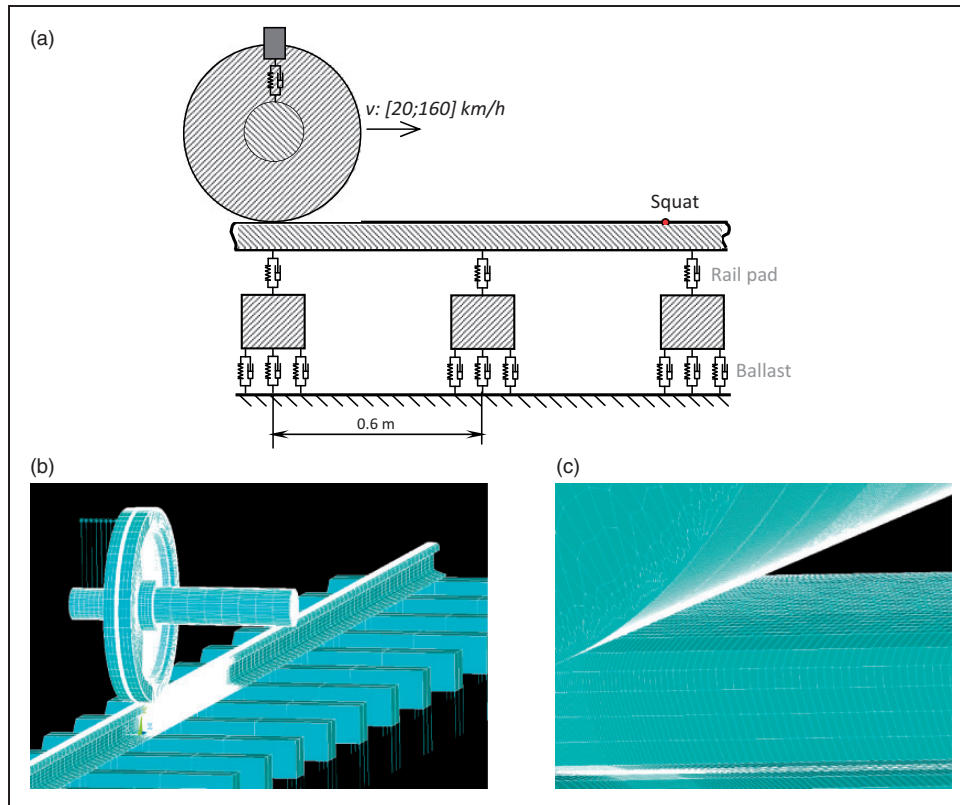 (a)
v: [20;160] km/h
Squat
Rail pad
Ballast
0.6 m
(b)
(c)